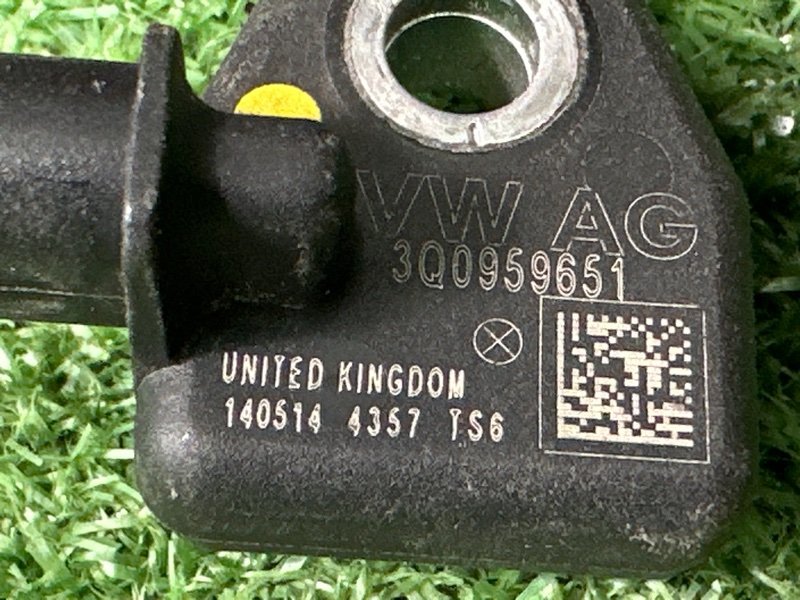 VW AG
3Q0959651
UNITED KINGDOM
140514 4357 TS6